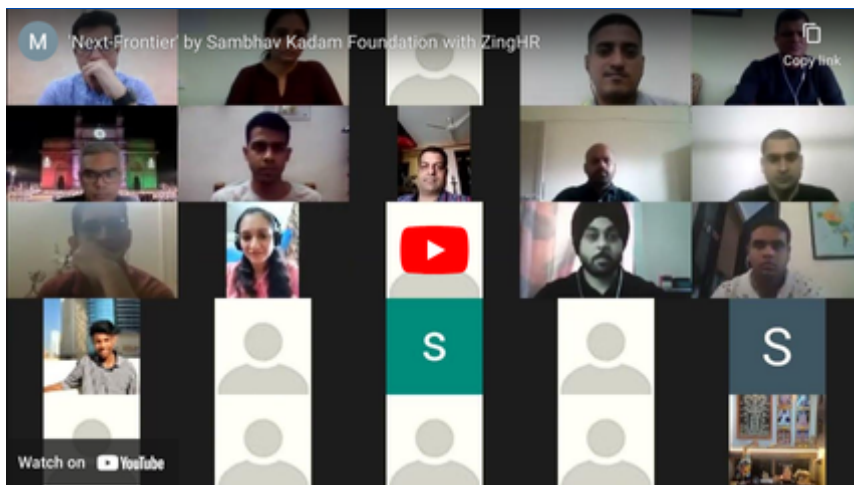 M
'Next-Frontier' by Sambhav Kadam Foundation with ZingHR
Copy link
S
S
Watch on YouTube